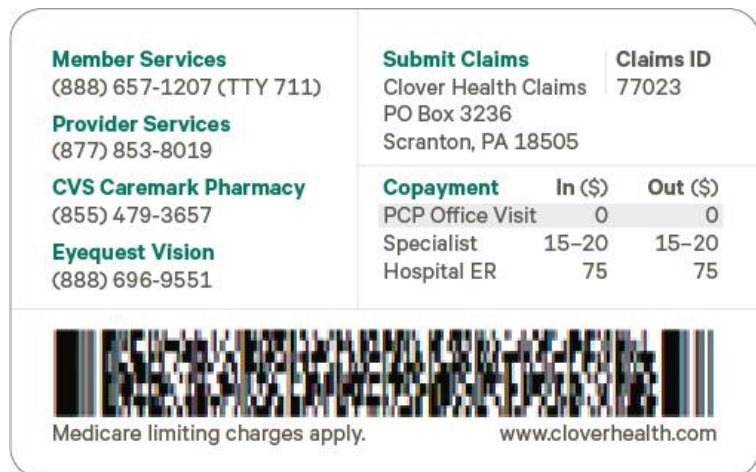 Member Services
(888) 657-1207 (TTY 711)
Provider Services
(877) 853-8019
CVS Caremark Pharmacy
(855) 479-3657
Eyequest Vision
(888) 696-9551
Submit Claims
Clover Health Claims
PO Box 3236
Scranton, PA 18505
Claims ID
77023
Copayment In ($) Out ($)
PCP Office Visit 0 0
Specialist 15–20 15–20
Hospital ER 75 75
Medicare limiting charges apply. www.cloverhealth.com